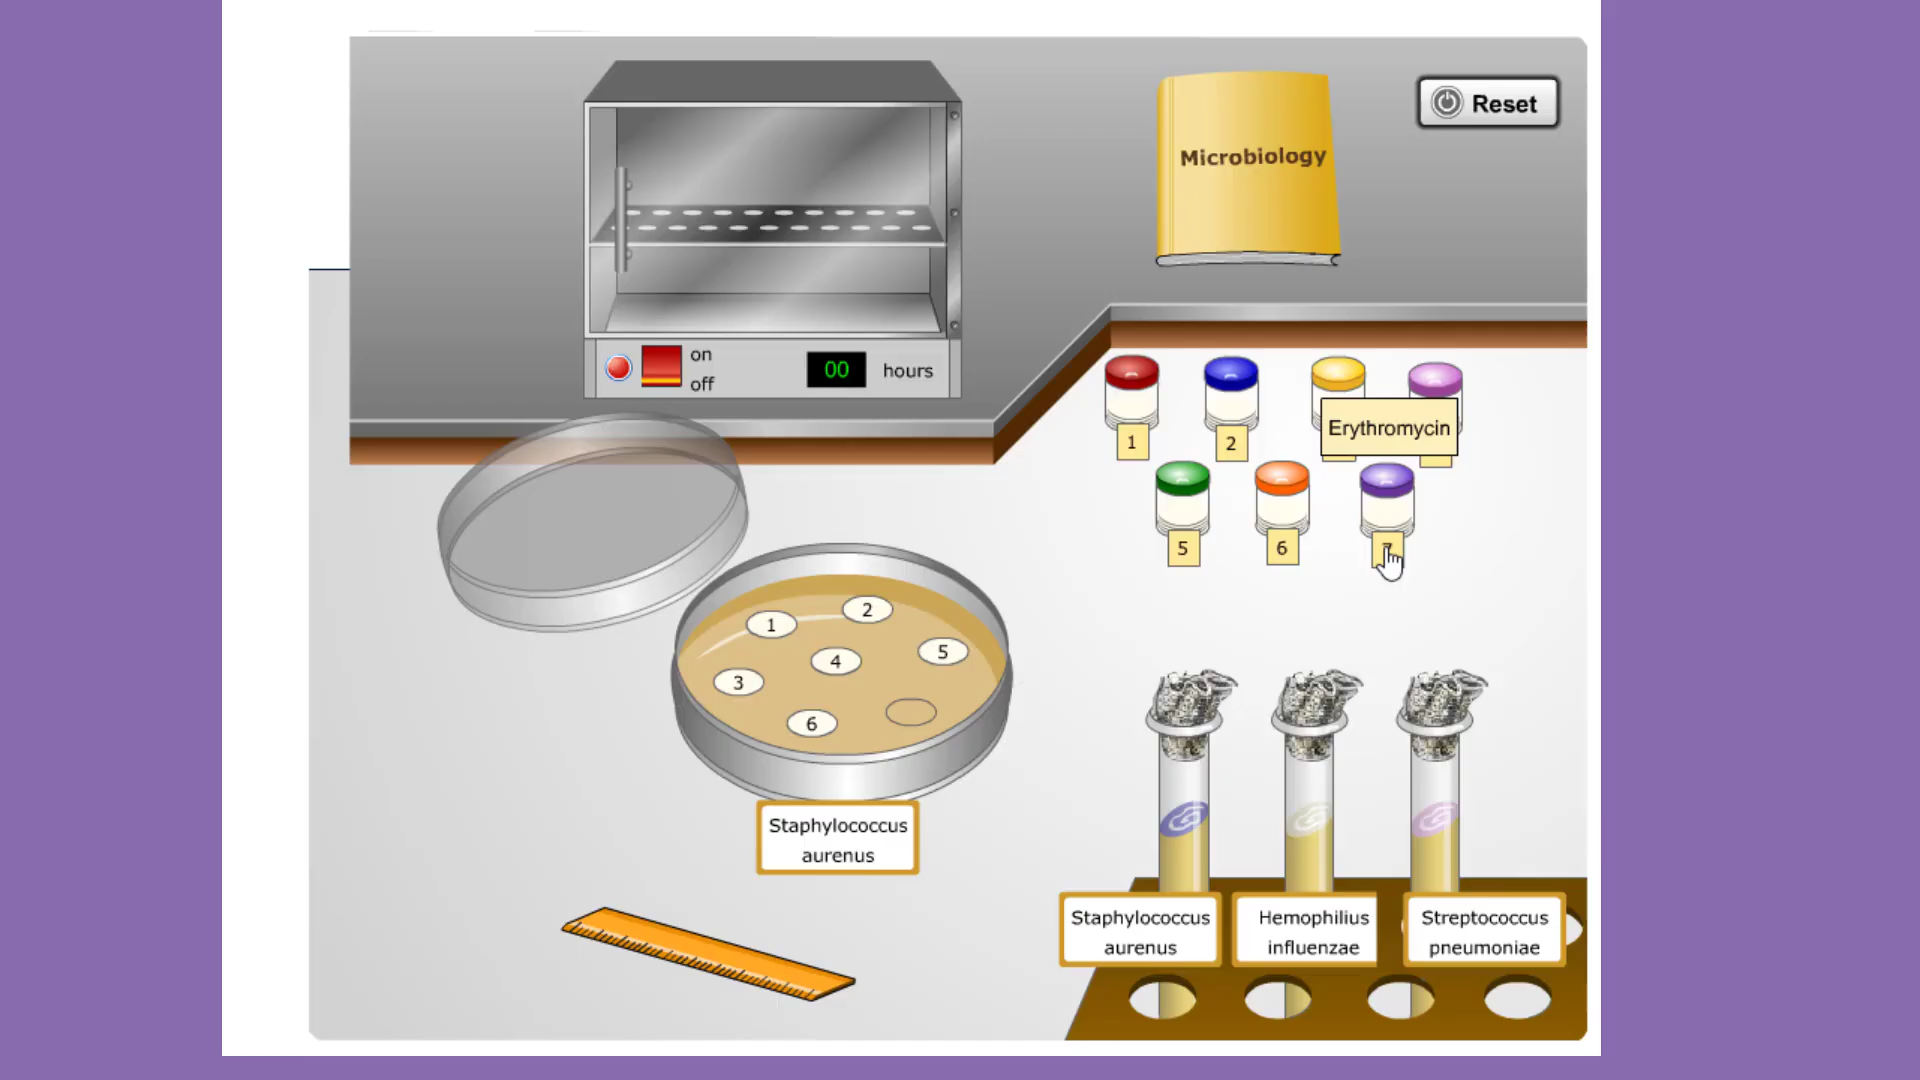 Microbiology
Reset
on
off
00
hours
1
2
Erythromycin
5
6
1
2
3
4
5
6
Staphylococcus
aurenus
Staphylococcus
aurenus
Hemophilius
influenzae
Streptococcus
pneumoniae